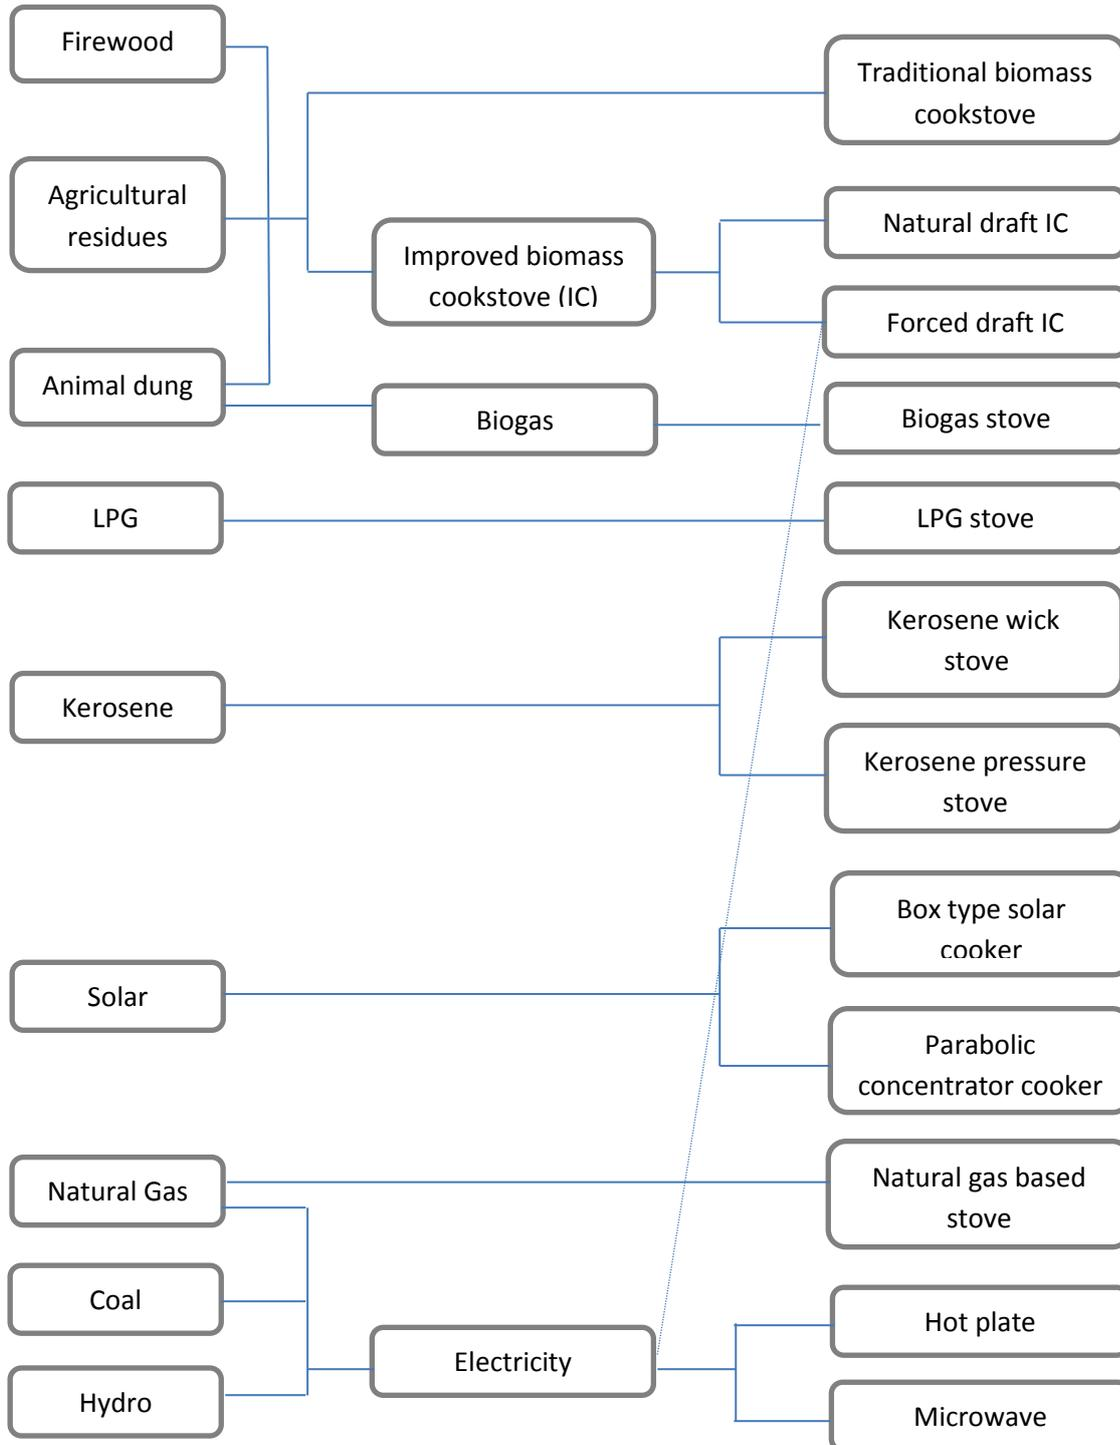 Firewood
Agricultural
residues
Animal dung
LPG
Kerosene
Solar
Natural Gas
Coal
Hydro
Improved biomass
cookstove (IC)
Biogas
Electricity
Traditional biomass
cookstove
Natural draft IC
Forced draft IC
Biogas stove
LPG stove
Kerosene wick
stove
Kerosene pressure
stove
Box type solar
cooker
Parabolic
concentrator cooker
Natural gas based
stove
Hot plate
Microwave